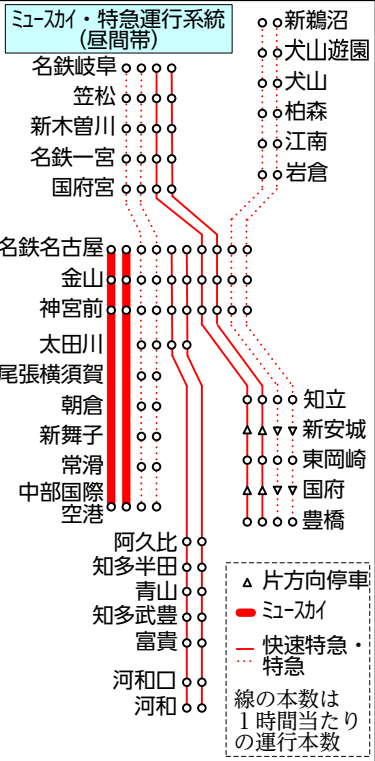 ミュースカイ・特急運行系統
(昼間帯)
名鉄岐阜
笠松
新木曽川
名鉄一宮
国府宮
新鵜沼
犬山遊園
犬山
柏森
江南
岩倉
名鉄名古屋
金山
神宮前
太田川
尾張横須賀
朝倉
新舞子
常滑
中部国際
空港
知立
新安城
東岡崎
国府
豊橋
阿久比
知多半田
青山
知多武豊
富貴
河和口
河和
片方向停車
ミュースカイ
快速特急・
特急
線の本数は
1時間当たり
の運行本数